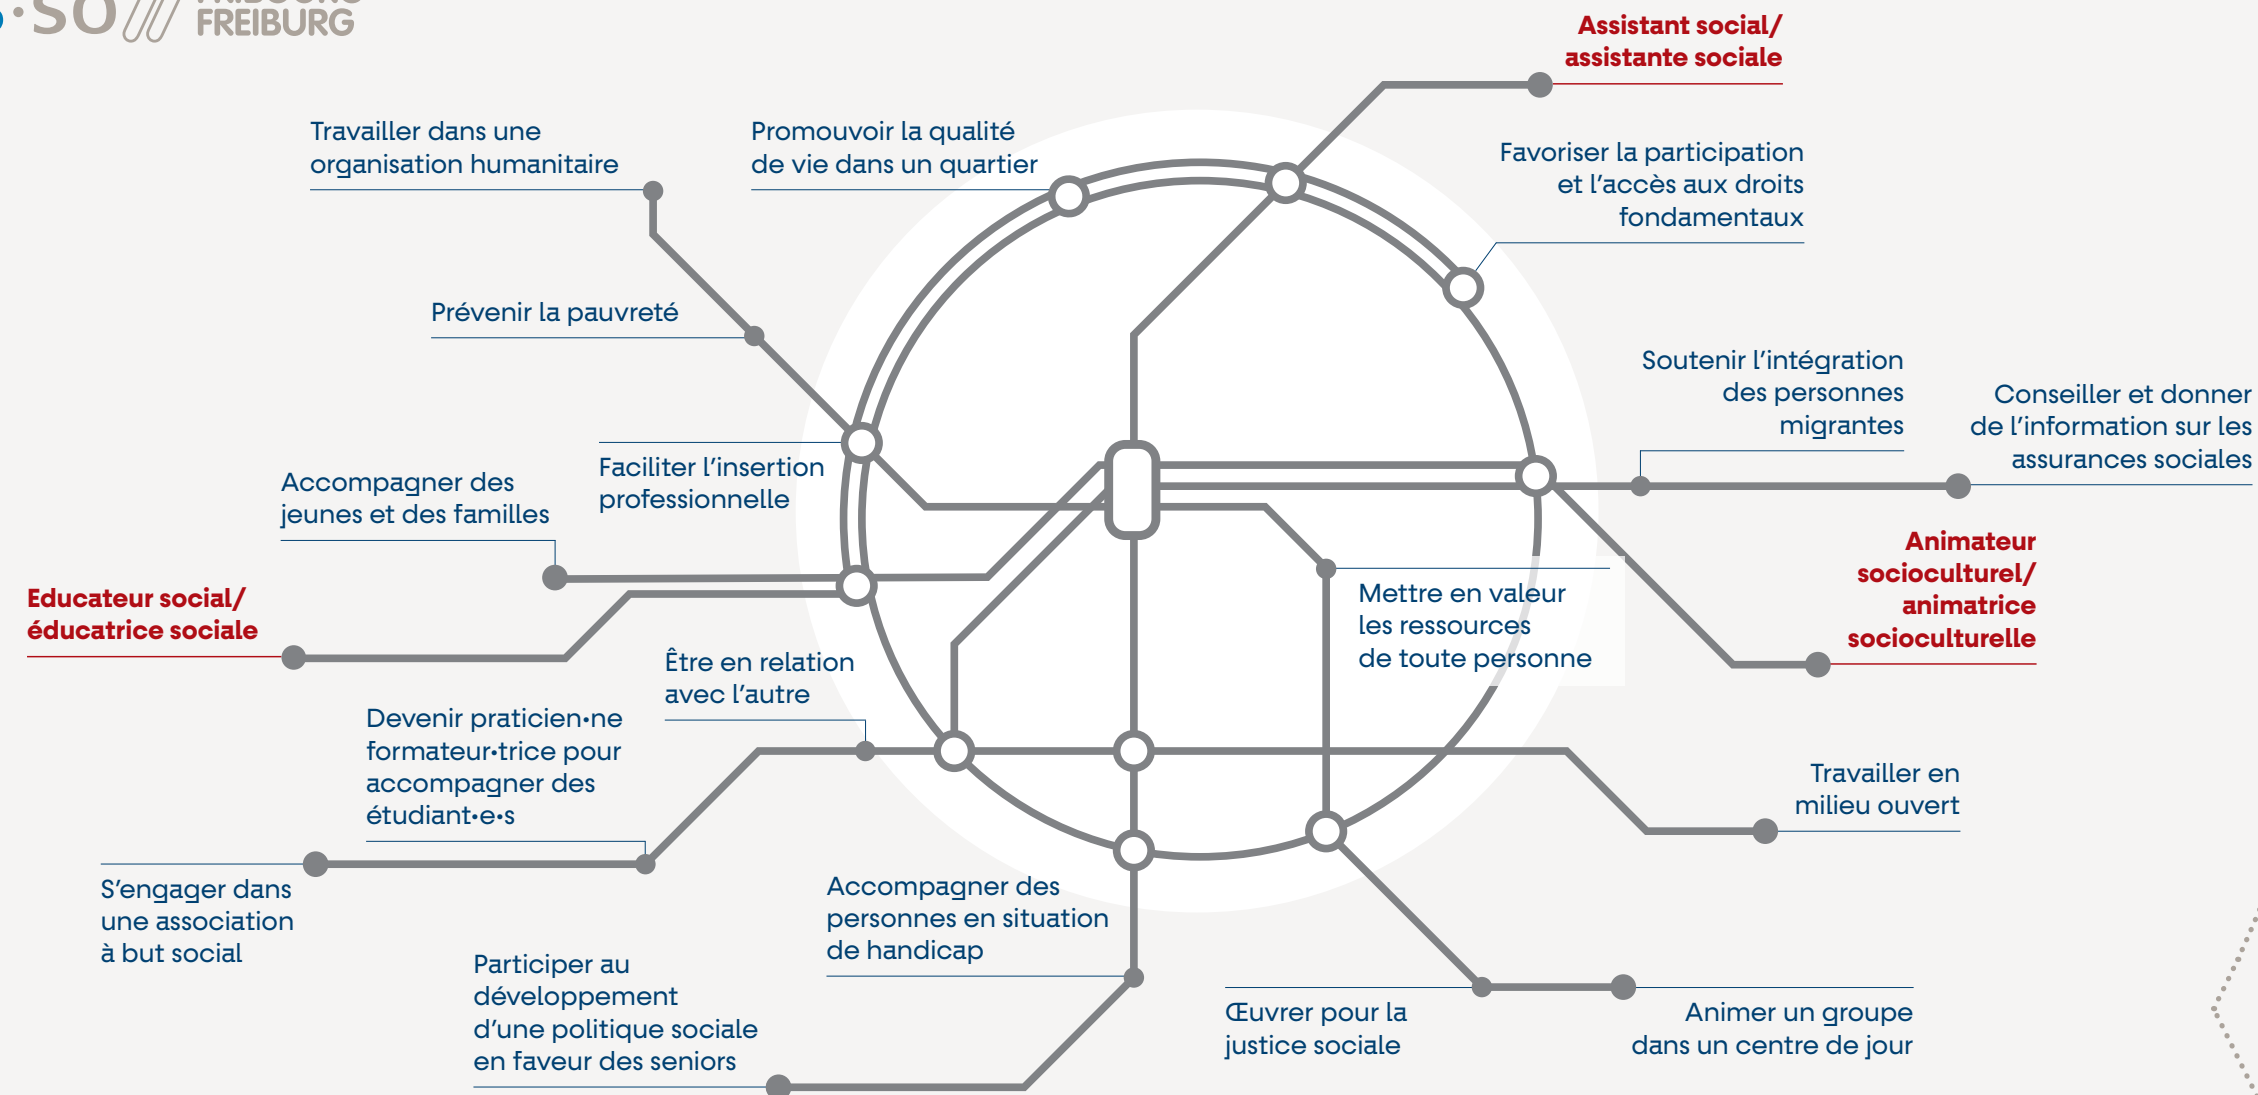 ·SO
FRIBOURG
FREIBURG
Assistant social/
assistante sociale
Travailler dans une
organisation humanitaire
Promouvoir la qualité
de vie dans un quartier
Favoriser la participation
et l'accès aux droits
fondamentaux
Prévenir la pauvreté
Soutenir l'intégration
des personnes
migrantes
Conseiller et donner
de l'information sur les
assurances sociales
Faciliter l'insertion
professionnelle
Accompagner des
jeunes et des familles
Animateur
socioculturel/
animatrice
socioculturelle
Educateur social/
éducatrice sociale
Mettre en valeur
les ressources
de toute personne
Être en relation
avec l'autre
Devenir praticien·ne
formateur·trice pour
accompagner des
étudiant·e·s
Travailler en
milieu ouvert
S'engager dans
une association
à but social
Accompagner des
personnes en situation
de handicap
Participer au
développement
d'une politique sociale
en faveur des seniors
Œuvrer pour la
justice sociale
Animer un groupe
dans un centre de jour